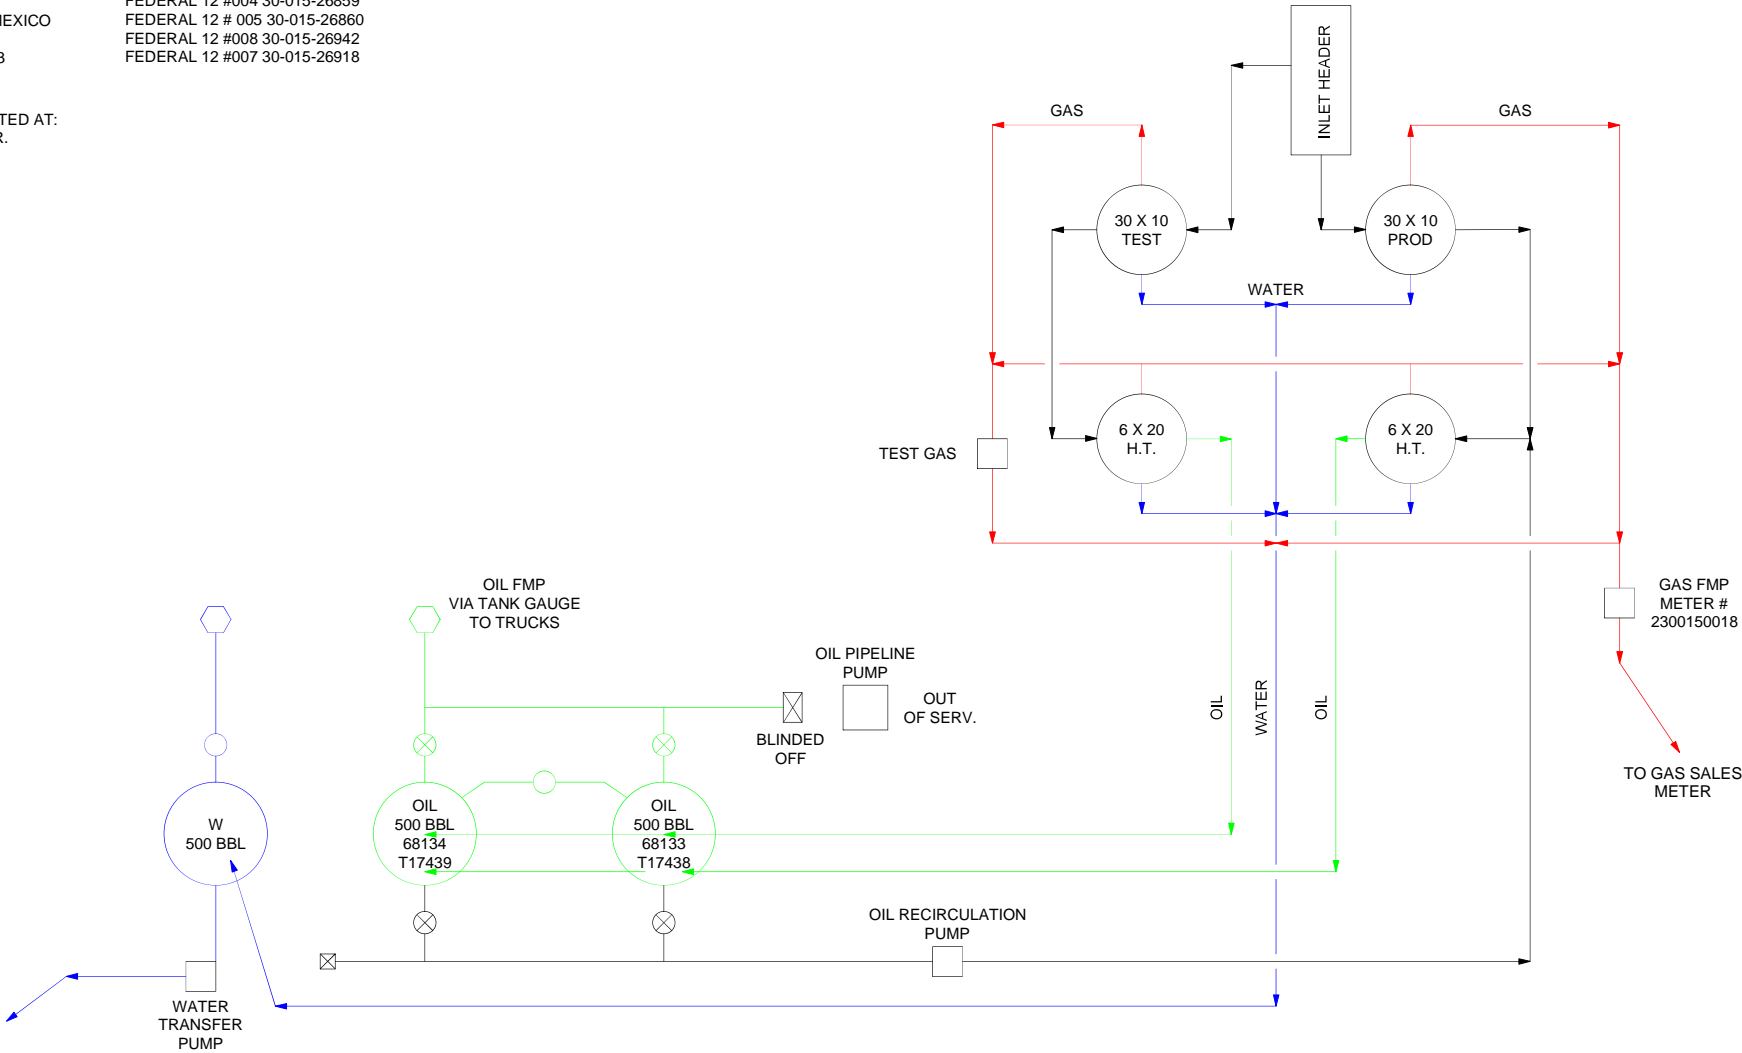 FEDERAL 12 #004 30-015-26859
FEDERAL 12 # 005 30-015-26860
FEDERAL 12 #008 30-015-26942
FEDERAL 12 #007 30-015-26918
INLET HEADER
GAS
GAS
30 X 10
TEST
30 X 10
PROD
WATER
6 X 20
H.T.
6 X 20
H.T.
TEST GAS
OIL FMP
VIA TANK GAUGE
TO TRUCKS
GAS FMP
METER #
2300150018
OIL PIPELINE
PUMP
OUT
OF SERV.
BLINDED
OFF
OIL
WATER
OIL
TO GAS SALES
METER
W
500 BBL
OIL
500 BBL
68134
T17439
OIL
500 BBL
68133
T17438
OIL RECIRCULATION
PUMP
WATER
TRANSFER
PUMP